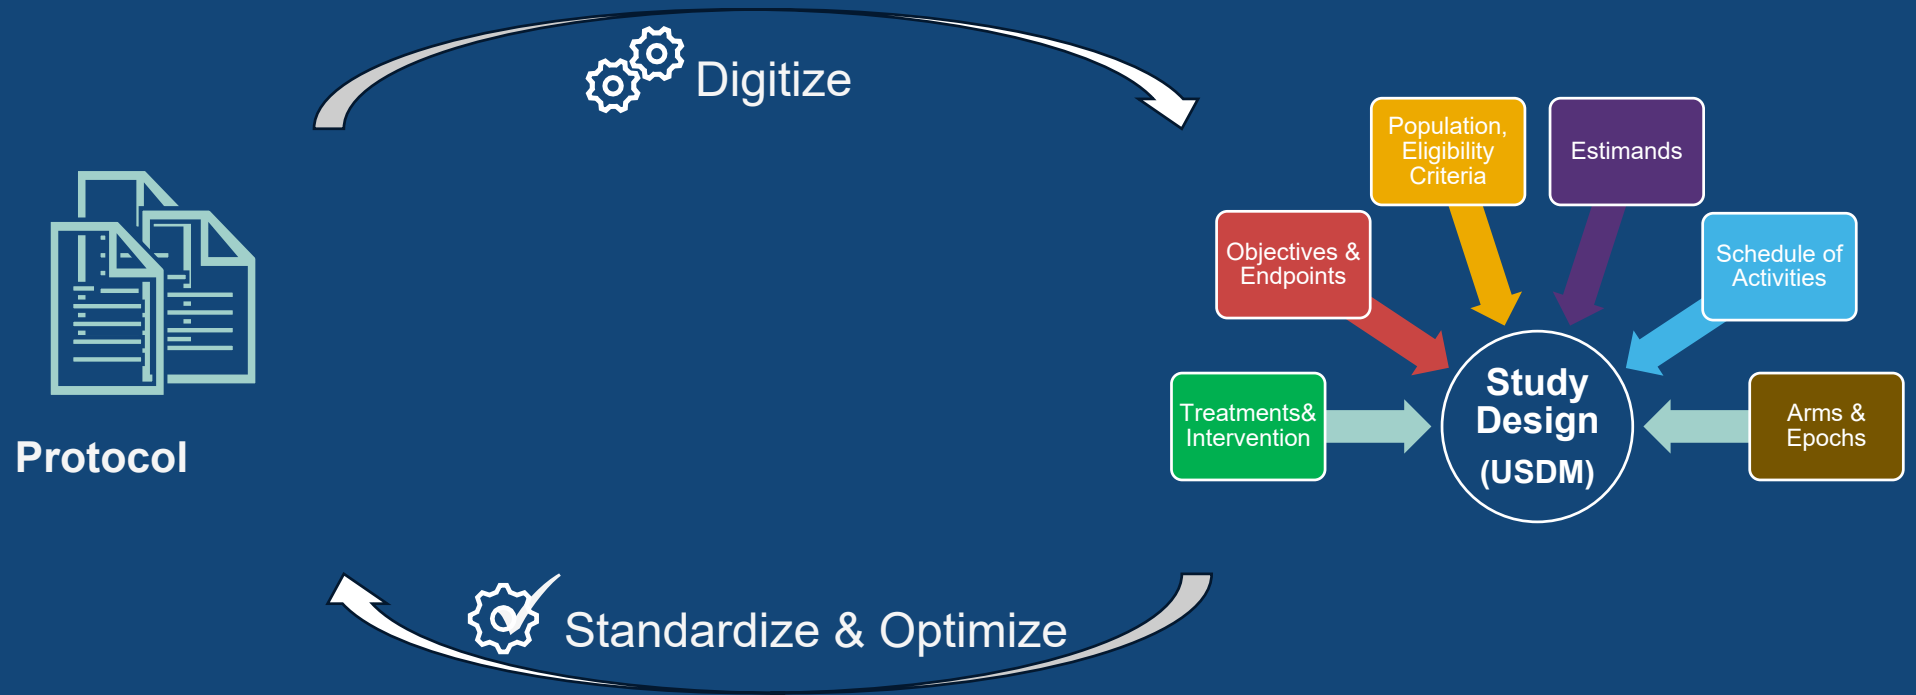 Digitize
Population,
Eligibility
Criteria
Estimands
Objectives &
Endpoints
Schedule of
Activities
Treatments&
Intervention
Study
Design
(USDM)
Arms &
Epochs
Protocol
Standardize & Optimize